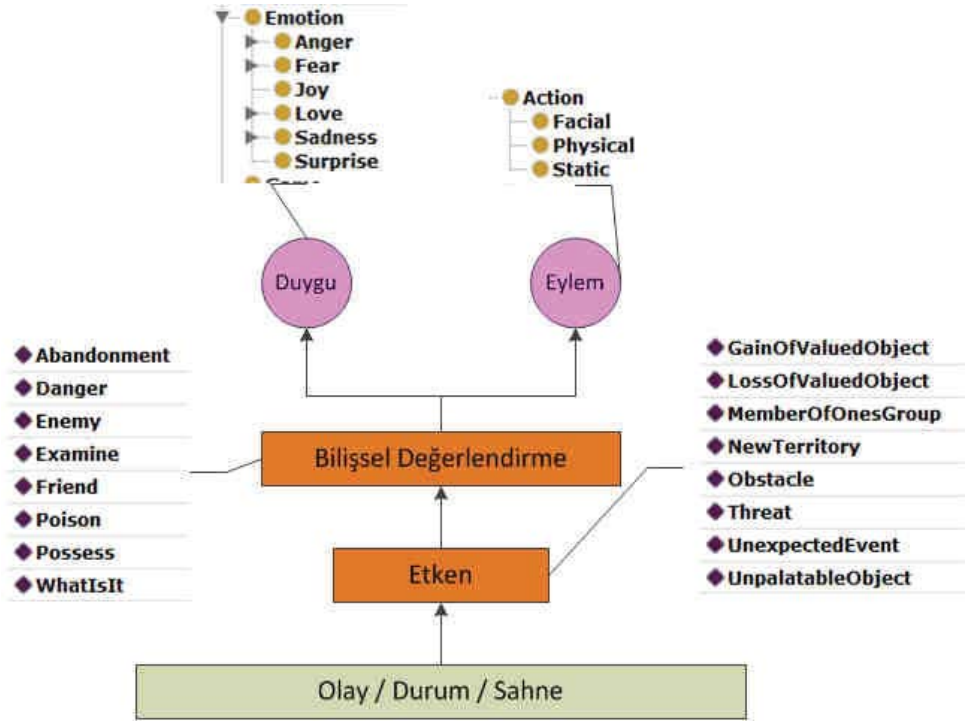 Emotion
Anger
Fear
Joy
Love
Sadness
Surprise
Action
Facial
Physical
Static
Duygu
Eylem
Abandonment
Danger
Enemy
Examine
Friend
Poison
Possess
WhatIsIt
GainOfValuedObject
LossOfValuedObject
MemberOfOnesGroup
NewTerritory
Obstacle
Threat
UnexpectedEvent
UnpalatableObject
Bilişsel Değerlendirme
Etken
Olay / Durum / Sahne